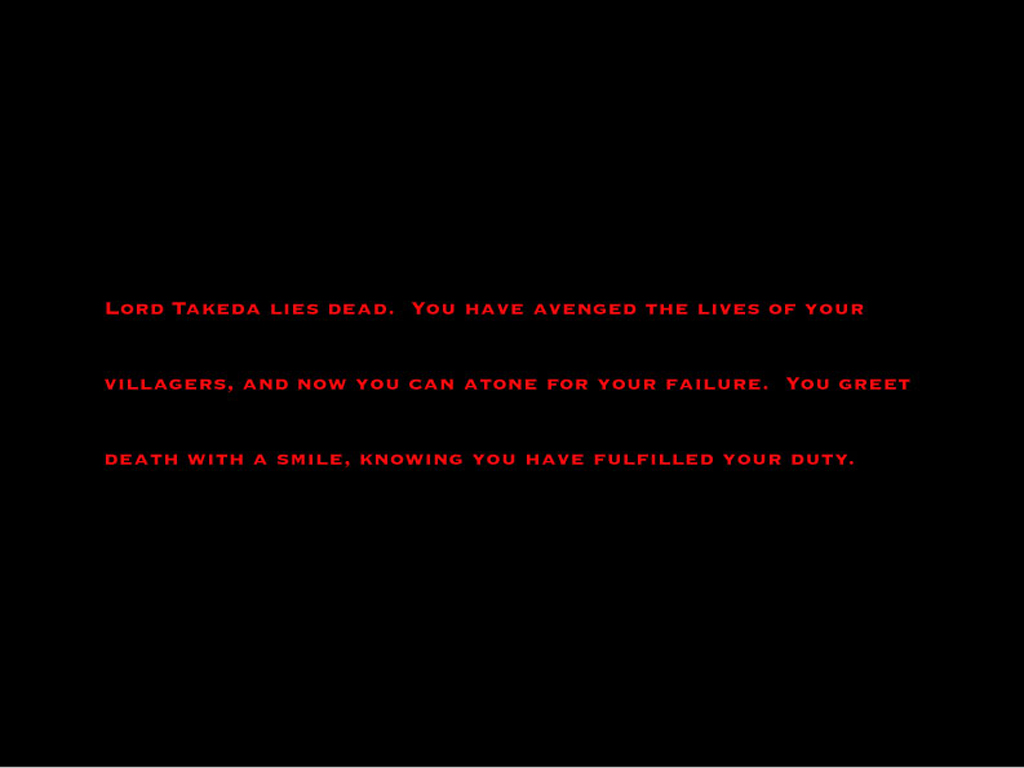 Lord Takeda lies dead.  You have avenged the lives of your
villagers, and now you can atone for your failure.  You greet
death with a smile, knowing you have fulfilled your duty.